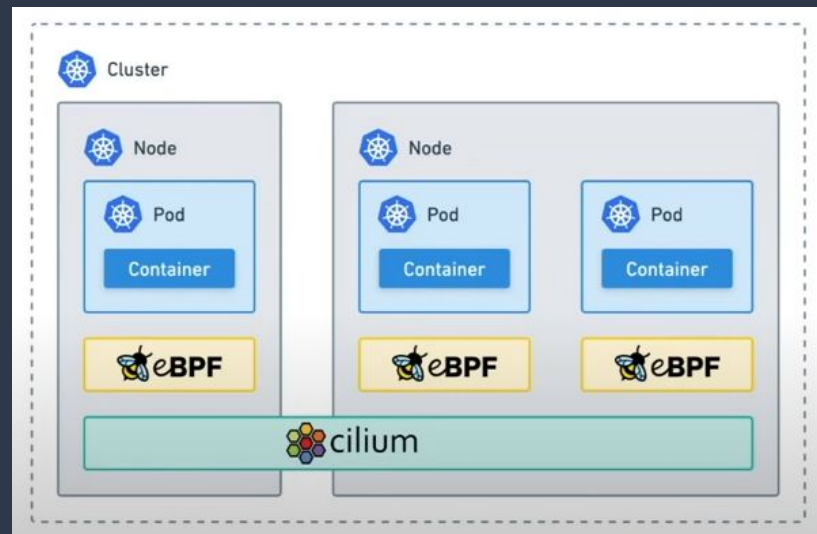 Cluster
Node
Node
Pod
Pod
Pod
Container
Container
Container
eBPF
eBPF
eBPF
cilium